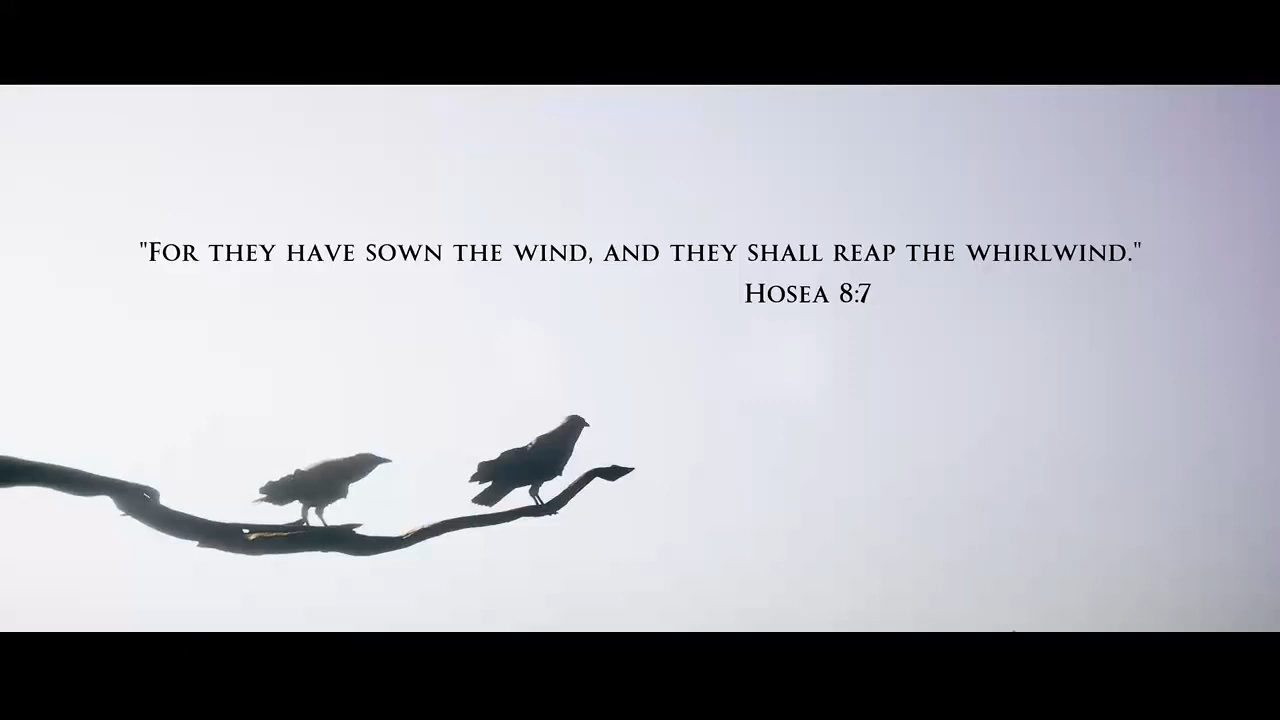 "For they have sown the wind, and they shall reap the whirlwind."
Hosea 8:7